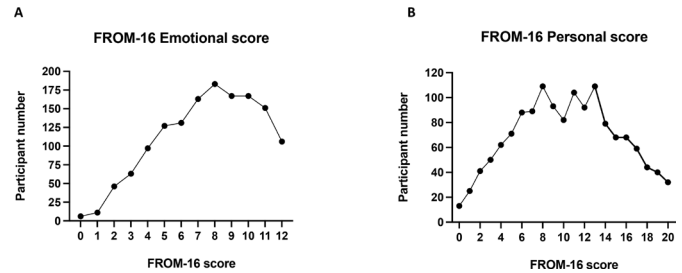 A
FROM-16 Emotional score
200
175
150
125
100
75
50
25
0
Participant number
0 1 2 3 4 5 6 7 8 9 10 11 12
FROM-16 score
B
FROM-16 Personal score
120
100
80
60
40
20
0
Participant number
0 2 4 6 8 10 12 14 16 18 20
FROM-16 score